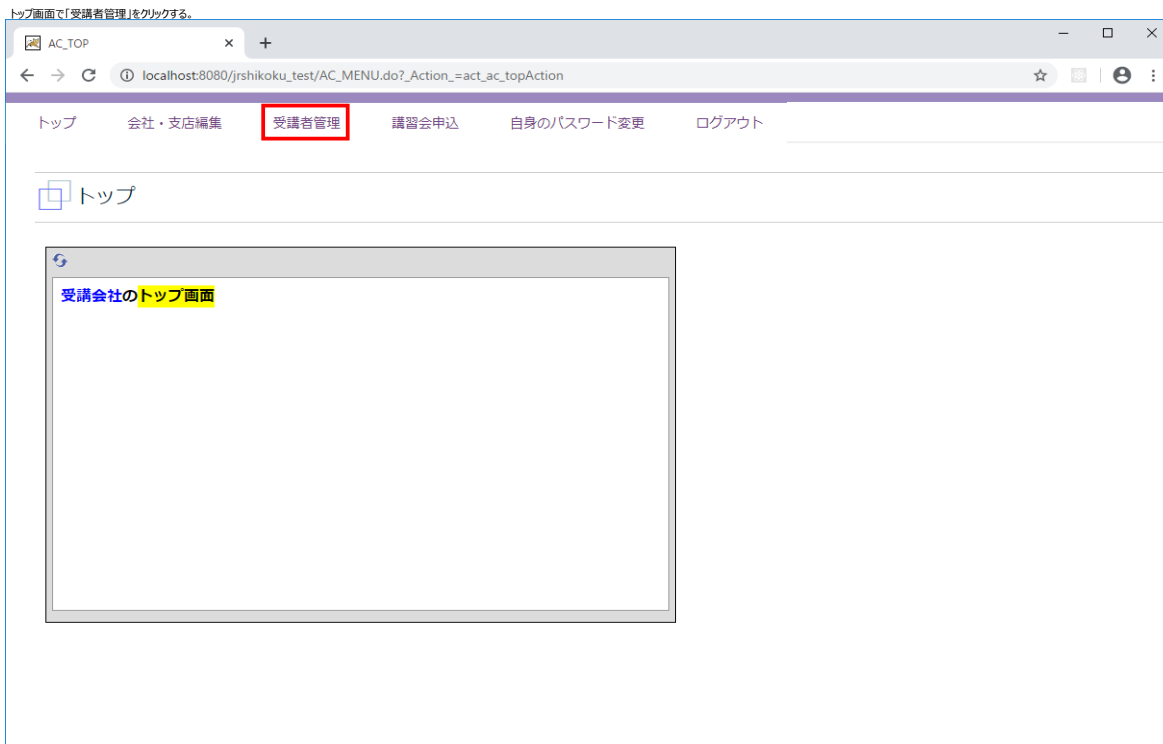 トップ画面で「受講者管理」をクリックする。
AC_TOP
localhost:8080/jrshikoku_test/AC_MENU.do?_Action_=act_ac_topAction
トップ 会社・支店編集 受講者管理 講習会申込 自身のパスワード変更 ログアウト
トップ
受講会社のトップ画面